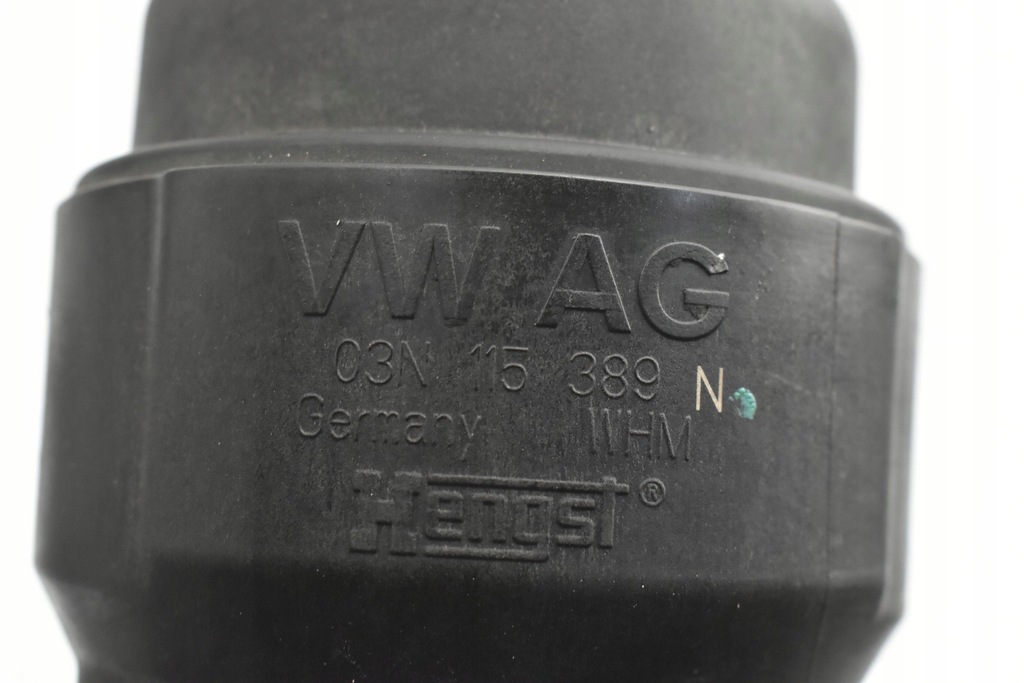 VW AG
03N 115 389 N
Germany WHM
Hengst ®